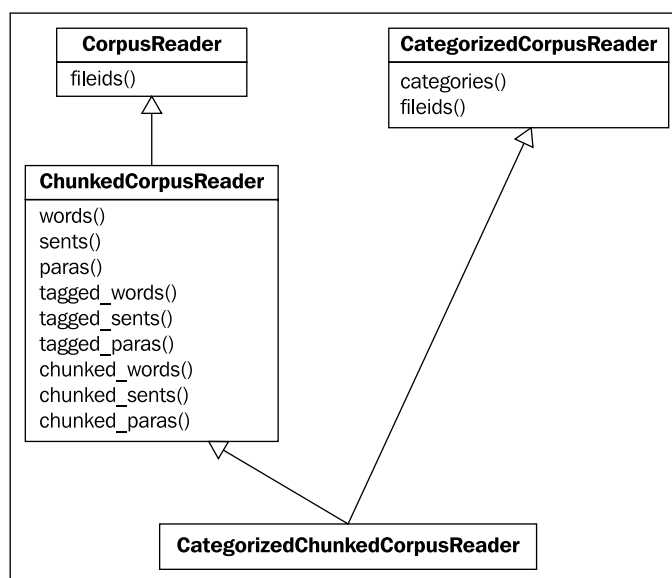 CorpusReader
fileids()
CategorizedCorpusReader
categories()
fileids()
ChunkedCorpusReader
words()
sents()
paras()
tagged_words()
tagged_sents()
tagged_paras()
chunked_words()
chunked_sents()
chunked_paras()
CategorizedChunkedCorpusReader